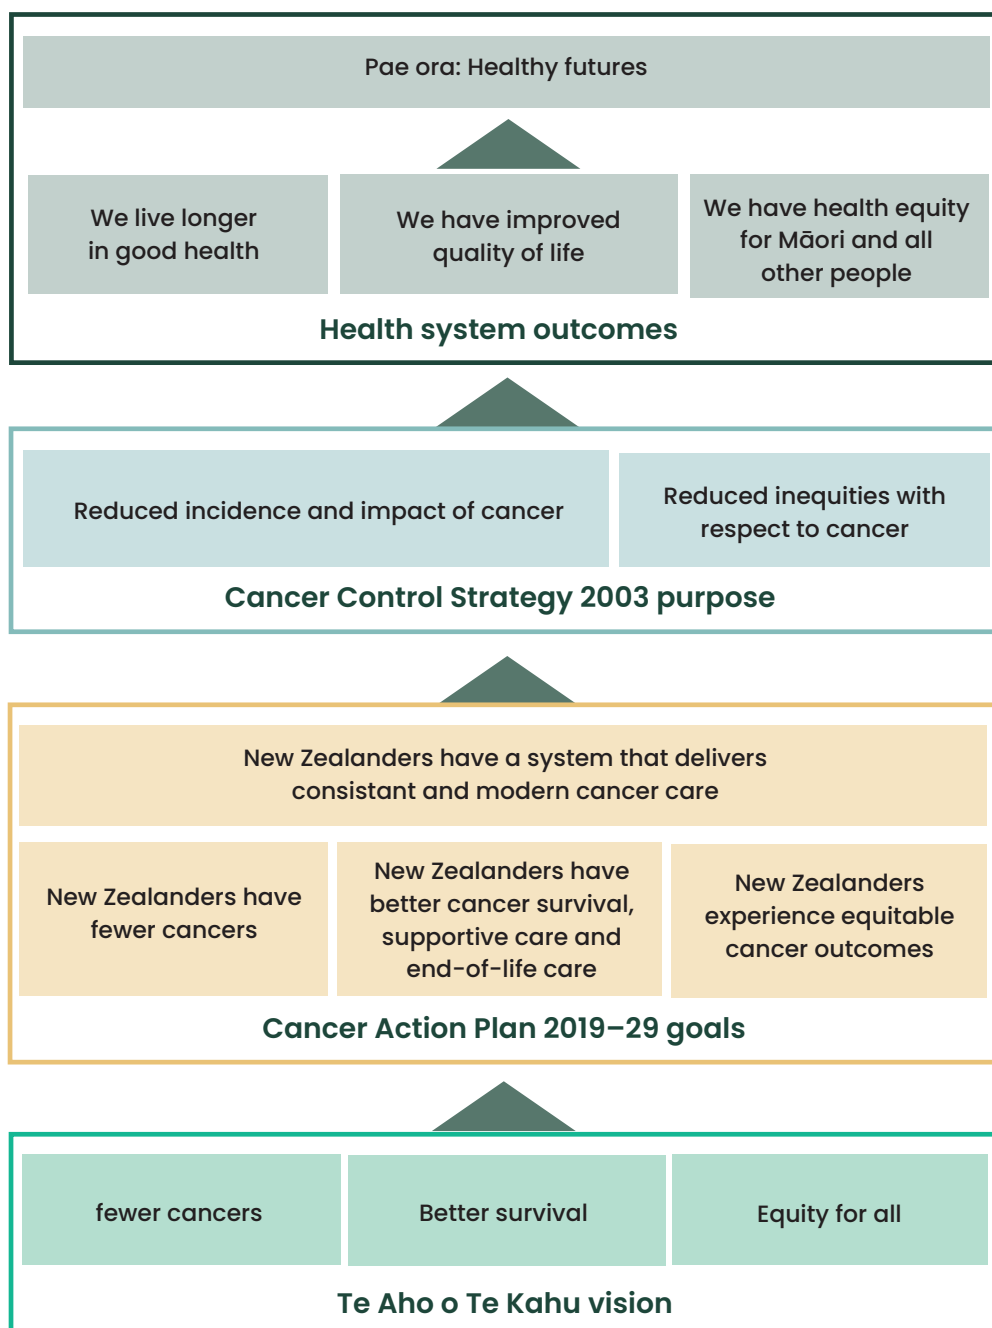 Pae ora: Healthy futures
We live longer
in good health
We have improved
quality of life
We have health equity
for Māori and all
other people
Health system outcomes
Reduced incidence and impact of cancer
Reduced inequities with
respect to cancer
Cancer Control Strategy 2003 purpose
New Zealanders have a system that delivers
consistant and modern cancer care
New Zealanders have
fewer cancers
New Zealanders have
better cancer survival,
supportive care and
end-of-life care
New Zealanders
experience equitable
cancer outcomes
Cancer Action Plan 2019–29 goals
fewer cancers
Better survival
Equity for all
Te Aho o Te Kahu vision